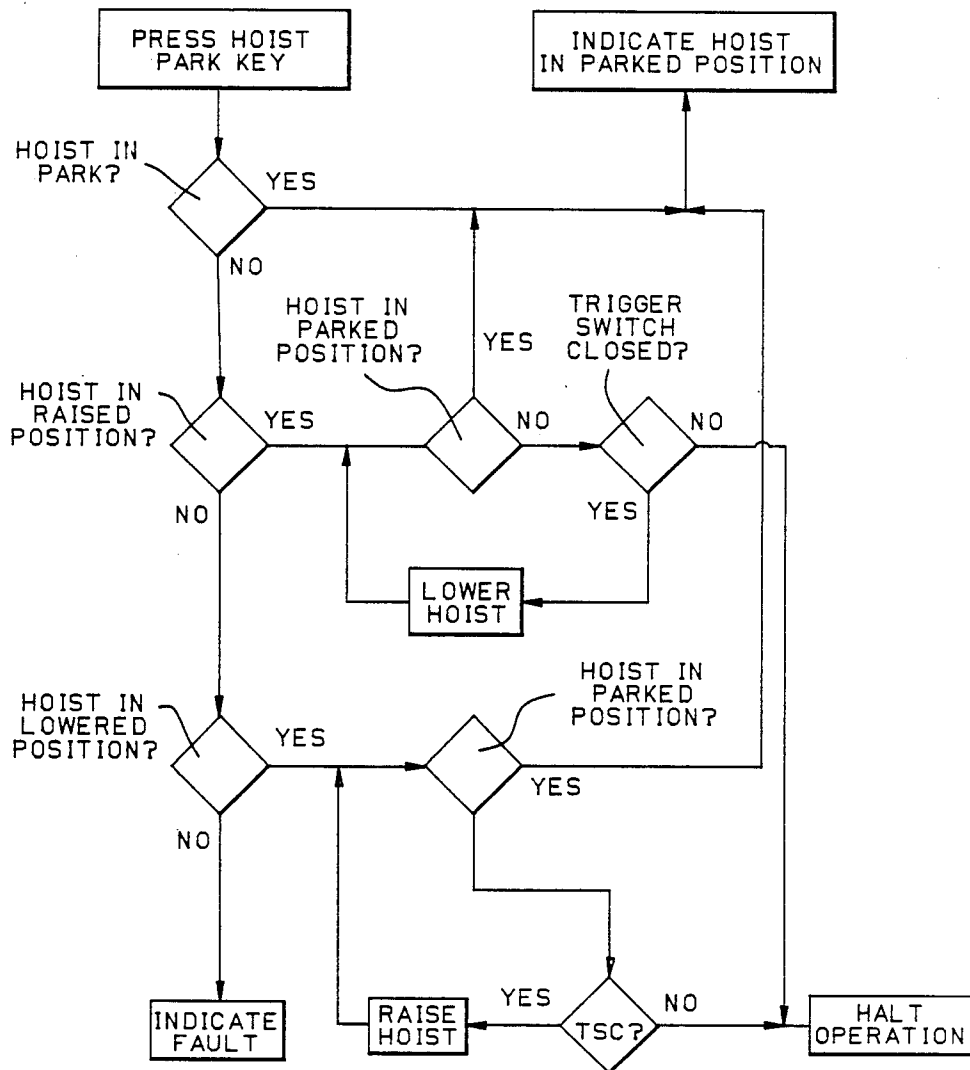 PRESS HOIST
PARK KEY
INDICATE HOIST
IN PARKED POSITION
HOIST IN
PARK?
YES
NO
HOIST IN
PARKED
POSITION?
YES
TRIGGER
SWITCH
CLOSED?
HOIST IN
RAISED
POSITION?
YES
NO
NO
NO
YES
LOWER
HOIST
HOIST IN
LOWERED
POSITION?
YES
HOIST IN
PARKED
POSITION?
YES
NO
INDICATE
FAULT
RAISE
HOIST
YES
TSC?
NO
HALT
OPERATION